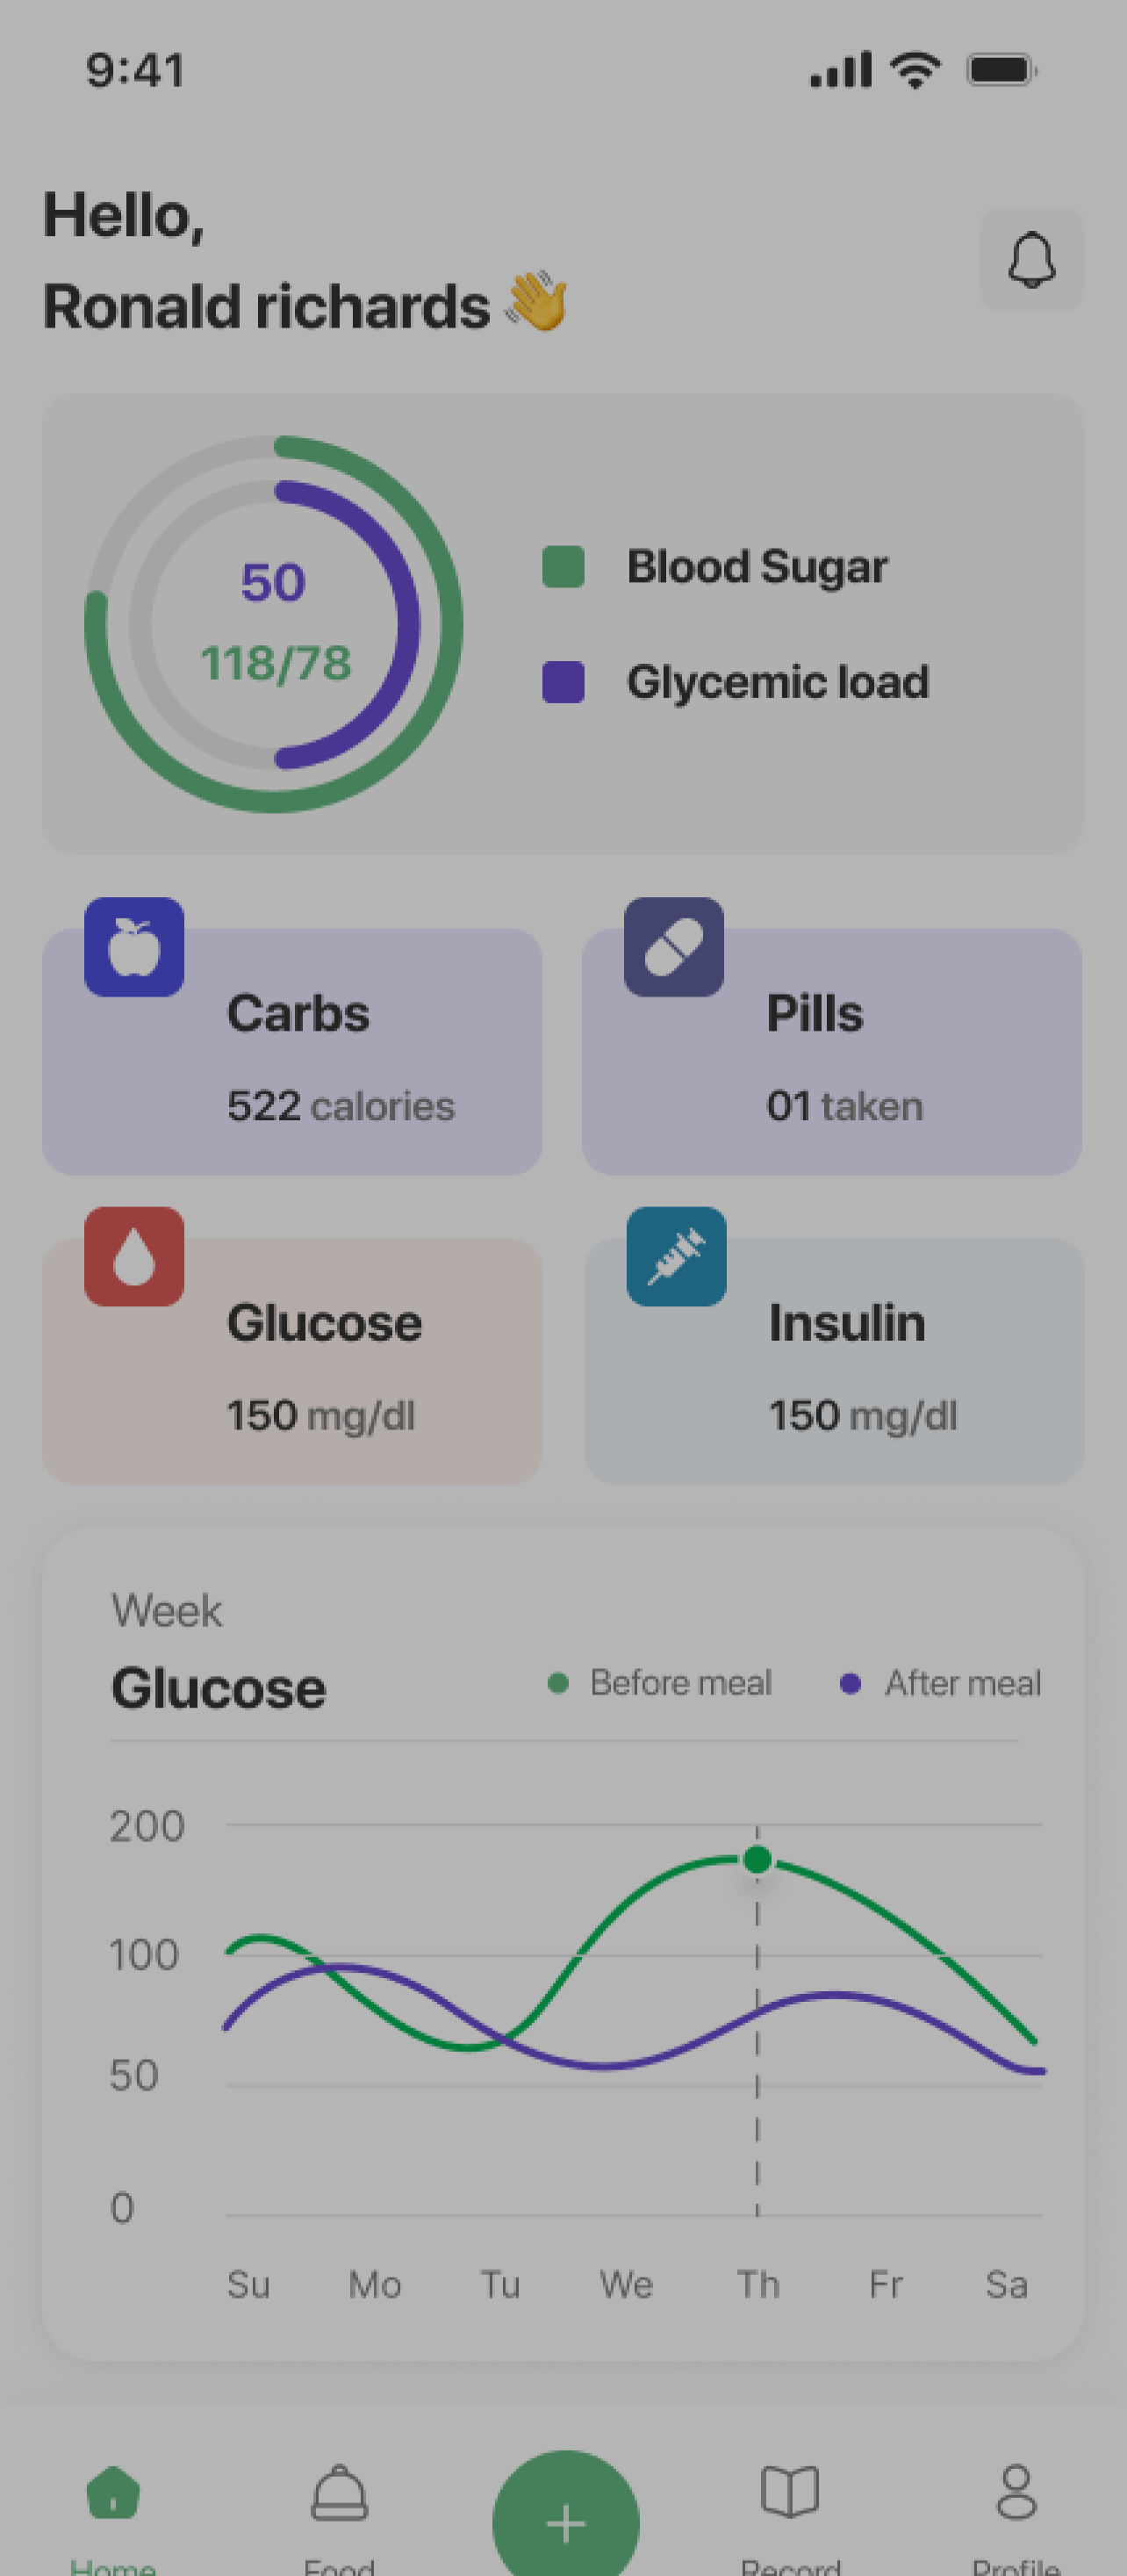 9:41
Hello,
Ronald richards 👋
50
118/78
Blood Sugar
Glycemic load
Carbs
522 calories
Pills
01 taken
Glucose
150 mg/dl
Insulin
150 mg/dl
Week
Glucose
Before meal
After meal
200
100
50
0
Su Mo Tu We Th Fr Sa
Home Food Record Profile